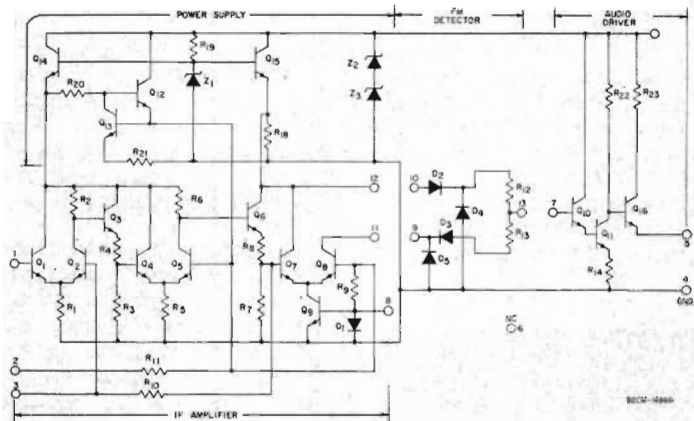 POWER SUPPLY
FM DETECTOR
AUDIO DRIVER
Q14
R19
Q15
Z1
Z2
Z3
R20
Q12
Q13
R18
R21
R22
R23
12
10
D2
R12
R2
Q3
R6
Q6
D4
13
7
Q10
Q11
Q16
11
R4
R8
9
D3
R13
5
1
Q1
Q2
Q4
Q5
Q7
Q8
D5
R14
R9
4
GND
R1
R3
R5
R7
Q9
8
D1
NC
6
2
R11
3
R10
IF AMPLIFIER